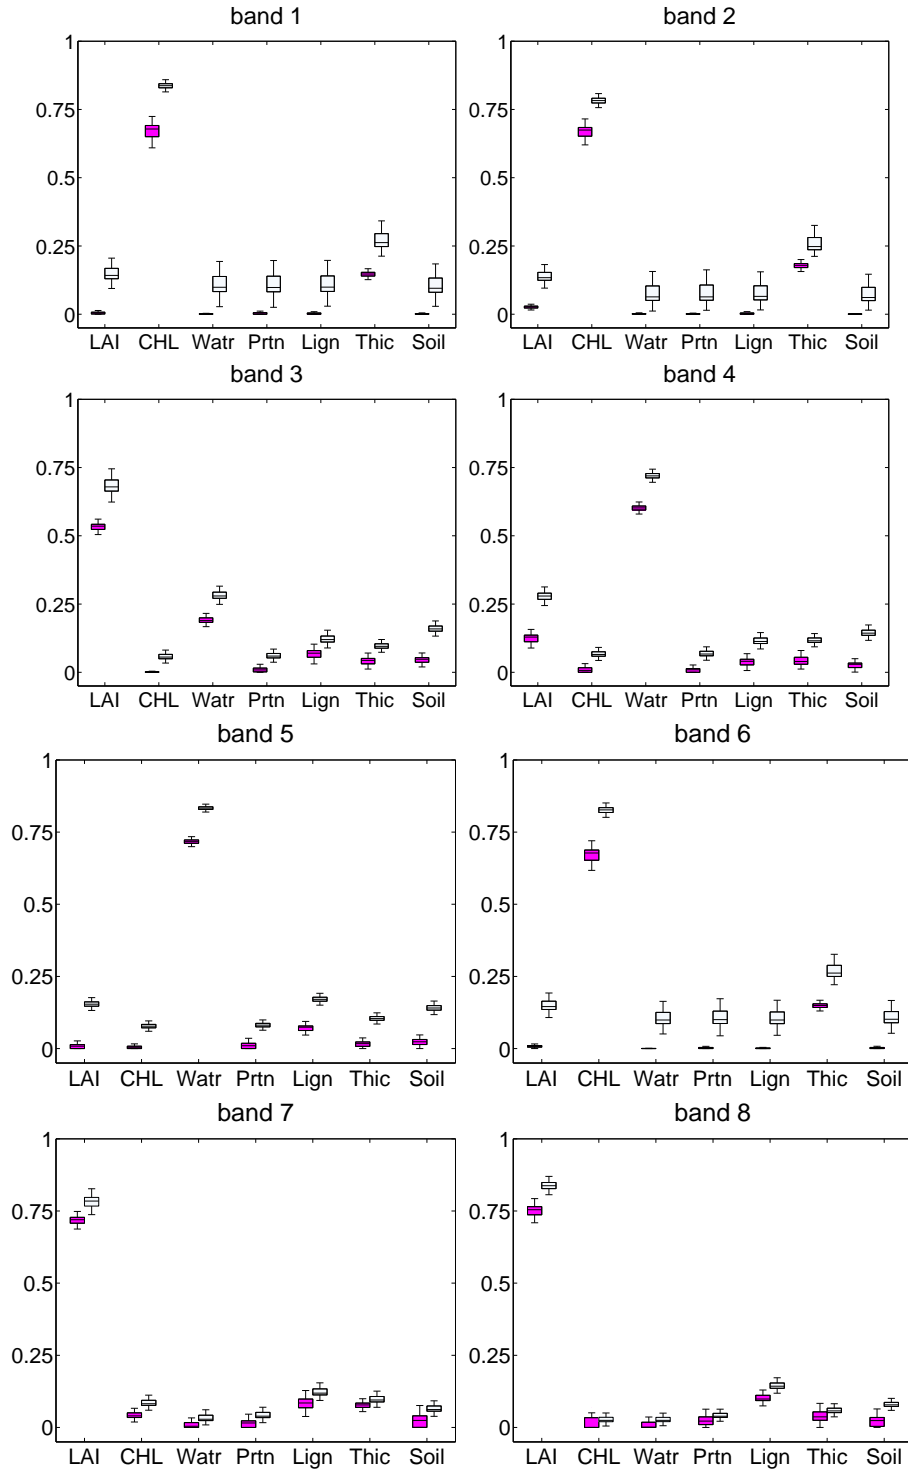 band 1
1
0.75
0.5
0.25
0
LAI CHL Watr Prtn Lign Thic Soil
band 2
1
0.75
0.5
0.25
0
LAI CHL Watr Prtn Lign Thic Soil
band 3
1
0.75
0.5
0.25
0
LAI CHL Watr Prtn Lign Thic Soil
band 4
1
0.75
0.5
0.25
0
LAI CHL Watr Prtn Lign Thic Soil
band 5
1
0.75
0.5
0.25
0
LAI CHL Watr Prtn Lign Thic Soil
band 6
1
0.75
0.5
0.25
0
LAI CHL Watr Prtn Lign Thic Soil
band 7
1
0.75
0.5
0.25
0
LAI CHL Watr Prtn Lign Thic Soil
band 8
1
0.75
0.5
0.25
0
LAI CHL Watr Prtn Lign Thic Soil